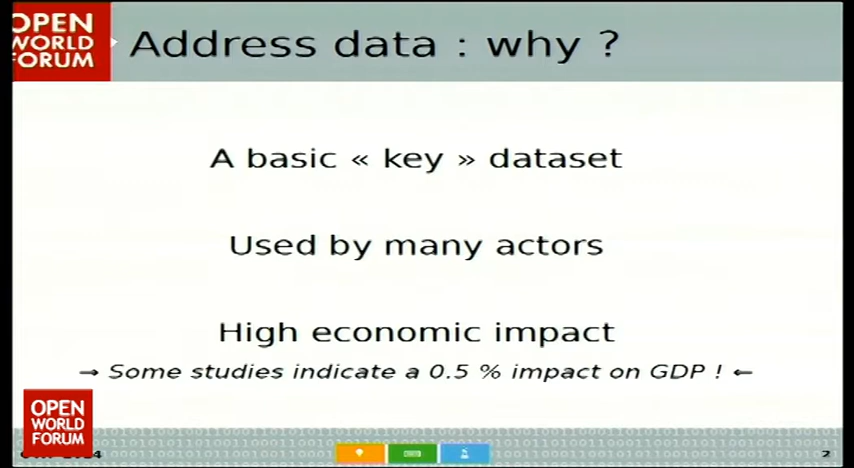 OPEN
WORLD
FORUM
Address data : why ?
A basic « key » dataset
Used by many actors
High economic impact
→ Some studies indicate a 0.5 % impact on GDP ! ←
OPEN
WORLD
FORUM
2